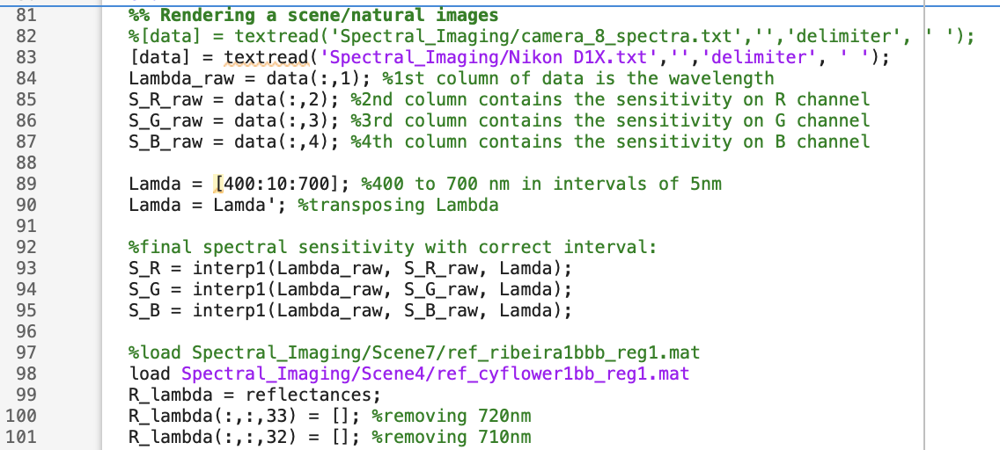 81 %% Rendering a scene/natural images
82 %[data] = textread('Spectral_Imaging/camera_8_spectra.txt','','delimiter', ' ');
83 [data] = textread('Spectral_Imaging/Nikon D1X.txt','','delimiter', ' ');
84 Lambda_raw = data(:,1); %1st column of data is the wavelength
85 S_R_raw = data(:,2); %2nd column contains the sensitivity on R channel
86 S_G_raw = data(:,3); %3rd column contains the sensitivity on G channel
87 S_B_raw = data(:,4); %4th column contains the sensitivity on B channel
88
89 Lamda = [400:10:700]; %400 to 700 nm in intervals of 5nm
90 Lamda = Lamda'; %transposing Lambda
91
92 %final spectral sensitivity with correct interval:
93 S_R = interp1(Lambda_raw, S_R_raw, Lamda);
94 S_G = interp1(Lambda_raw, S_G_raw, Lamda);
95 S_B = interp1(Lambda_raw, S_B_raw, Lamda);
96
97 %load Spectral_Imaging/Scene7/ref_ribeira1bbb_reg1.mat
98 load Spectral_Imaging/Scene4/ref_cyflower1bb_reg1.mat
99 R_lambda = reflectances;
100 R_lambda(:,:,33) = []; %removing 720nm
101 R_lambda(:,:,32) = []; %removing 710nm